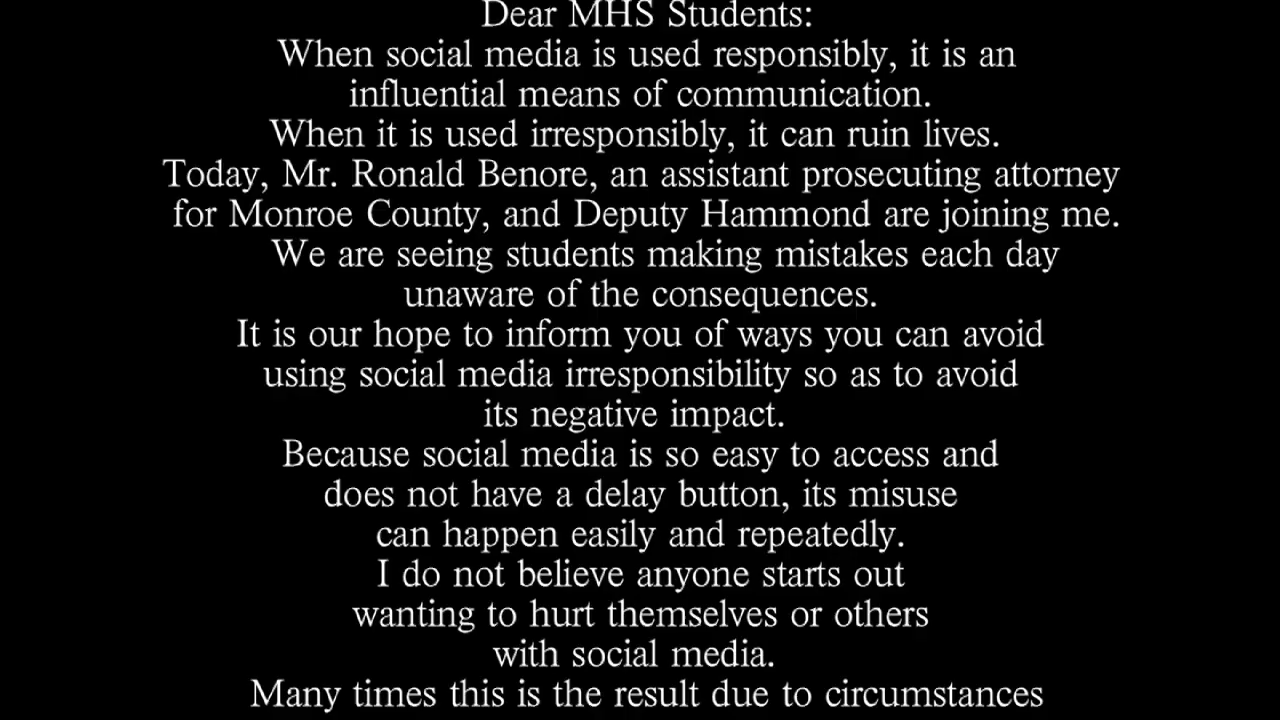 Dear MHS Students:
When social media is used responsibly, it is an
influential means of communication.
When it is used irresponsibly, it can ruin lives.
Today, Mr. Ronald Benore, an assistant prosecuting attorney
for Monroe County, and Deputy Hammond are joining me.
We are seeing students making mistakes each day
unaware of the consequences.
It is our hope to inform you of ways you can avoid
using social media irresponsibility so as to avoid
its negative impact.
Because social media is so easy to access and
does not have a delay button, its misuse
can happen easily and repeatedly.
I do not believe anyone starts out
wanting to hurt themselves or others
with social media.
Many times this is the result due to circumstances